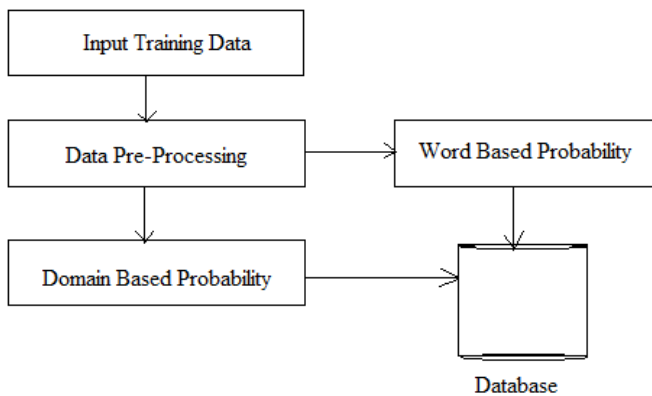 Input Training Data
Data Pre-Processing
Word Based Probability
Domain Based Probability
Database